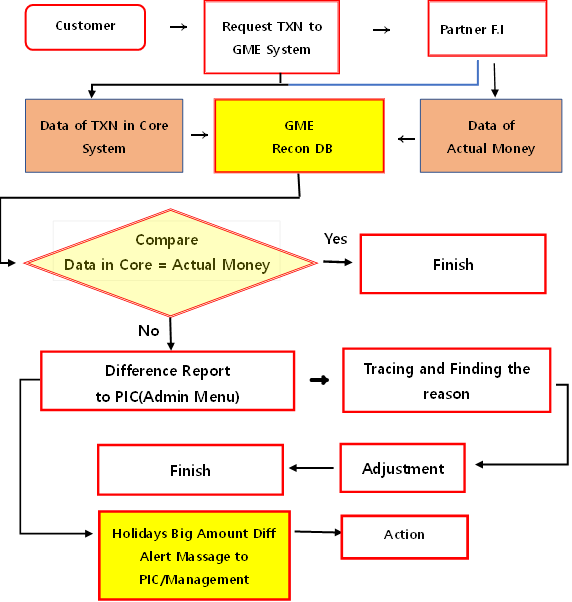 Customer
Request TXN to
GME System
Partner F.I
Data of TXN in Core
System
GME
Recon DB
Data of
Actual Money
Compare
Data in Core = Actual Money
Yes
Finish
No
Difference Report
to PIC(Admin Menu)
Tracing and Finding the
reason
Finish
Adjustment
Holidays Big Amount Diff
Alert Massage to
PIC/Management
Action